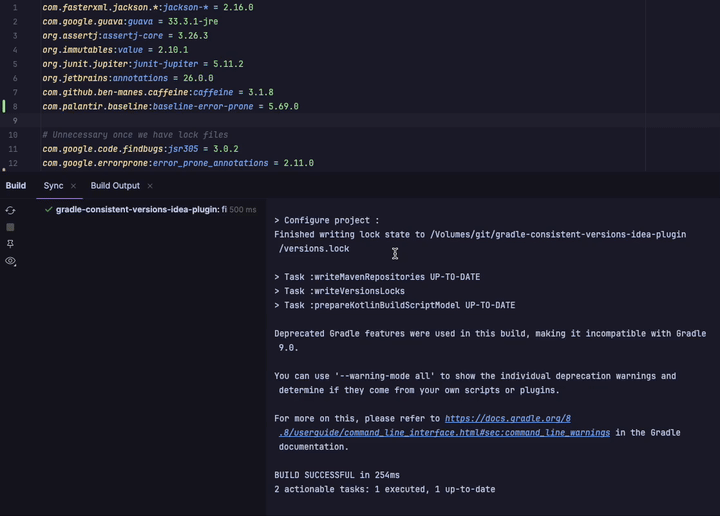 1 com.fasterxml.jackson.*:jackson-* = 2.16.0
2 com.google.guava:guava = 33.3.1-jre
3 org.assertj:assertj-core = 3.26.3
4 org.immutables:value = 2.10.1
5 org.junit.jupiter:junit-jupiter = 5.11.2
6 org.jetbrains:annotations = 26.0.0
7 com.github.ben-manes.caffeine:caffeine = 3.1.8
8 com.palantir.baseline:baseline-error-prone = 5.69.0
9
10 # Unnecessary once we have lock files
11 com.google.code.findbugs:jsr305 = 3.0.2
12 com.google.errorprone:error_prone_annotations = 2.11.0
Build Sync × Build Output ×
gradle-consistent-versions-idea-plugin: fi 500 ms
> Configure project :
Finished writing lock state to /Volumes/git/gradle-consistent-versions-idea-plugin
/versions.lock
> Task :writeMavenRepositories UP-TO-DATE
> Task :writeVersionsLocks
> Task :prepareKotlinBuildScriptModel UP-TO-DATE
Deprecated Gradle features were used in this build, making it incompatible with Gradle
9.0.
You can use '--warning-mode all' to show the individual deprecation warnings and
determine if they come from your own scripts or plugins.
For more on this, please refer to https://docs.gradle.org/8
.8/userguide/command_line_interface.html#sec:command_line_warnings in the Gradle
documentation.
BUILD SUCCESSFUL in 254ms
2 actionable tasks: 1 executed, 1 up-to-date